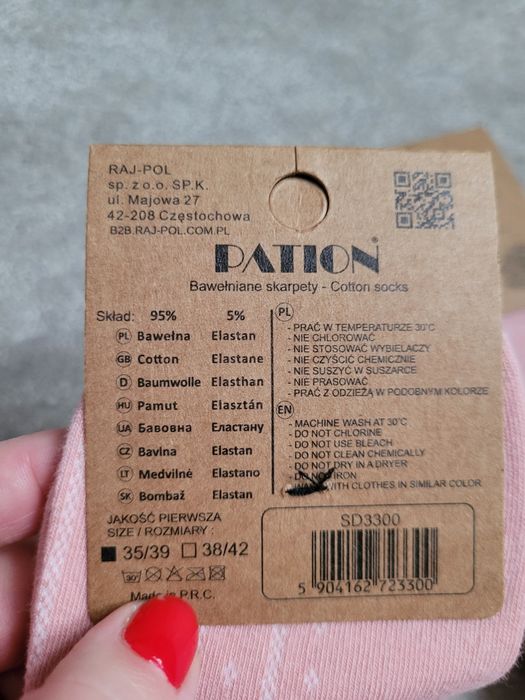 RAJ-POL
sp. z o.o. SP.K.
ul. Majowa 27
42-208 Częstochowa
B2B.RAJ-POL.COM.PL
PATION®
Bawełniane skarpety - Cotton socks
Skład: 95% 5%
PL Bawełna Elastan
GB Cotton Elastane
D Baumwolle Elasthan
HU Pamut Elasztán
UA Бавовна Еластану
CZ Bavlna Elastan
LT Medvilnė Elastano
SK Bombaž Elastan
PL
- PRAĆ W TEMPERATURZE 30°C
- NIE CHLOROWAĆ
- NIE STOSOWAĆ WYBIELACZY
- NIE CZYŚCIĆ CHEMICZNIE
- NIE SUSZYĆ W SUSZARCE
- NIE PRASOWAĆ
- PRAĆ Z ODZIEŻĄ W PODOBNYM KOLORZE
EN
- MACHINE WASH AT 30°C
- DO NOT CHLORINE
- DO NOT USE BLEACH
- DO NOT CLEAN CHEMICALLY
- DO NOT DRY IN A DRYER
- DO NOT IRON
WITH CLOTHES IN SIMILAR COLOR
JAKOŚĆ PIERWSZA
SIZE / ROZMIARY :
35/39 38/42
30°
Made in P.R.C.
SD3300
5 904162 723300